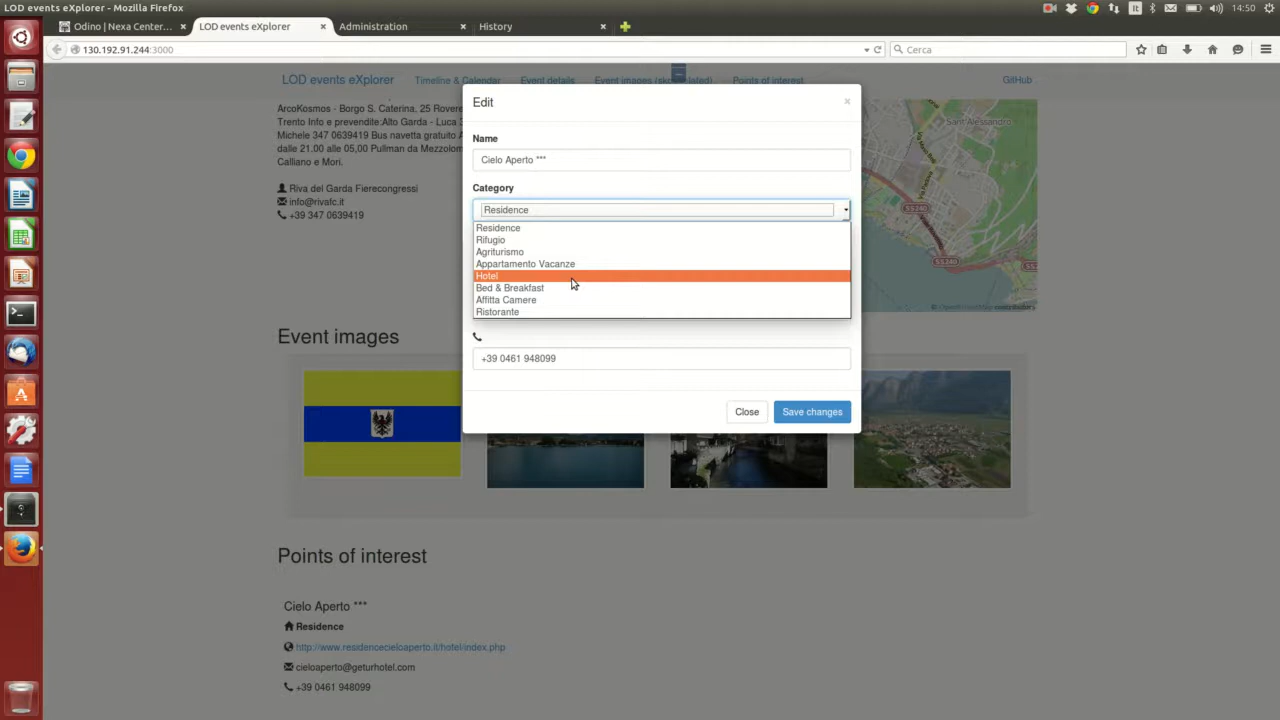 LOD events eXplorer - Mozilla Firefox
It
14:50
Odino | Nexa Center...
LOD events eXplorer
Administration
History
130.192.91.244:3000
Cerca
LOD events eXplorer
Timeline & Calendar
Event details
Points of interest
GitHub
ArcoKosmos - Borgo S. Caterina, 25 Rovere
Trento Info e prevendite:Alto Garda - Luca 3
Michele 347 0639419 Bus navetta gratuito A
dalle 21.00 alle 05,00 Pullman da Mezzolom
Calliano e Mori.
Riva del Garda Fierecongressi
info@rivafc.it
+39 347 0639419
Sant'Alessandro
SS240
SS240
contributors
Edit
×
Name
Cielo Aperto ***
Category
Residence
Residence
Rifugio
Agriturismo
Appartamento Vacanze
Hotel
Bed & Breakfast
Affitta Camere
Ristorante
+39 0461 948099
Close
Save changes
Event images
Points of interest
Cielo Aperto ***
Residence
http://www.residencecieloaperto.it/hotel/index.php
cieloaperto@geturhotel.com
+39 0461 948099